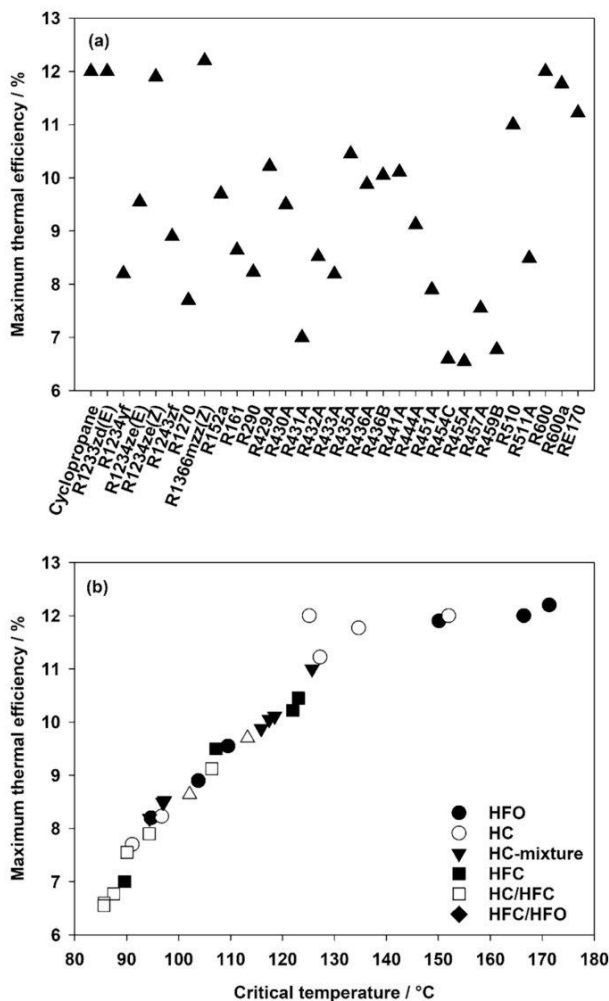 (a)
Maximum thermal efficiency / %
13
12
11
10
9
8
7
6
Cyclopropane
R1233zd(E)
R1234yf
R1234ze(E)
R1234ze(Z)
R1243zf
R1270
R1366mzz(Z)
R152a
R161
R290
R429A
R430A
R431A
R432A
R433A
R435A
R436A
R436B
R441A
R444A
R451A
R454C
R455A
R457A
R459B
R510
R511A
R600
R600a
RE170
(b)
Maximum thermal efficiency / %
13
12
11
10
9
8
7
6
HFO
HC
HC-mixture
HFC
HC/HFC
HFC/HFO
80 90 100 110 120 130 140 150 160 170 180
Critical temperature / °C